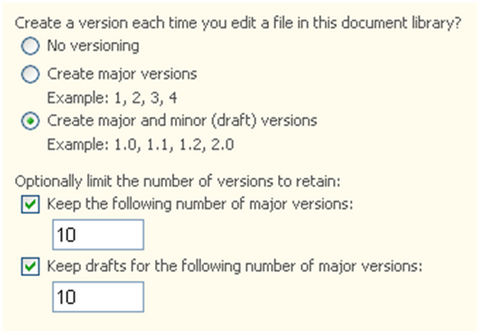 Create a version each time you edit a file in this document library?
No versioning
Create major versions
Example: 1, 2, 3, 4
Create major and minor (draft) versions
Example: 1.0, 1.1, 1.2, 2.0
Optionally limit the number of versions to retain:
Keep the following number of major versions:
10
Keep drafts for the following number of major versions:
10